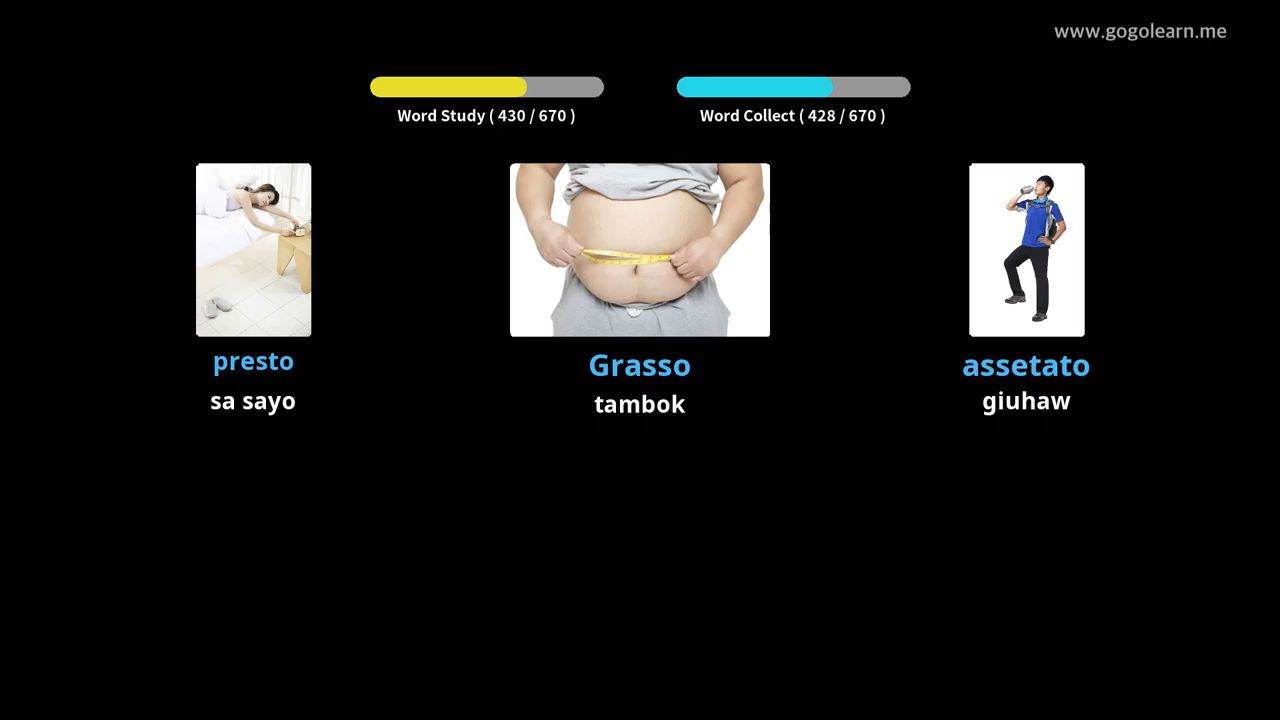 www.gogolearn.me
Word Study ( 430 / 670 )
Word Collect ( 428 / 670 )
presto
Grasso
assetato
sa sayo
tambok
giuhaw